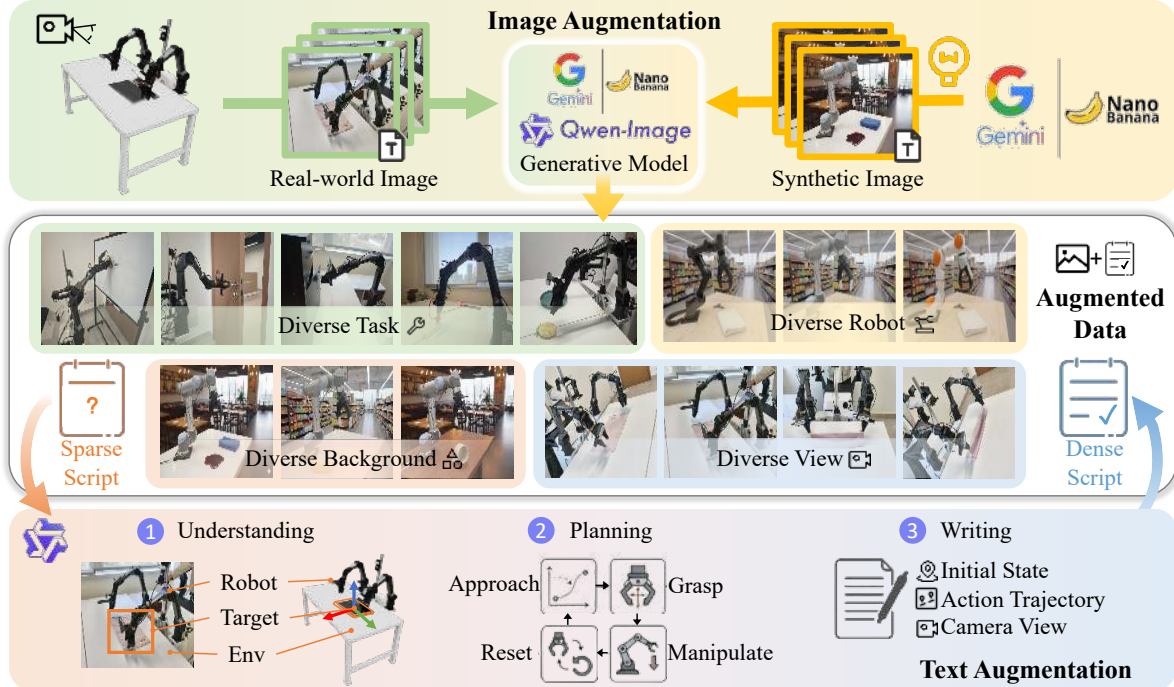 Image Augmentation
Gemini
Nano
Banana
Qwen-Image
Generative Model
T
Real-world Image
T
Synthetic Image
Gemini
Nano
Banana
Diverse Task
Diverse Robot
Augmented
Data
?
Sparse
Script
Diverse Background
Diverse View
Dense
Script
1 Understanding
Robot
Target
Env
2 Planning
Approach
Grasp
Reset
Manipulate
3 Writing
Initial State
Action Trajectory
Camera View
Text Augmentation